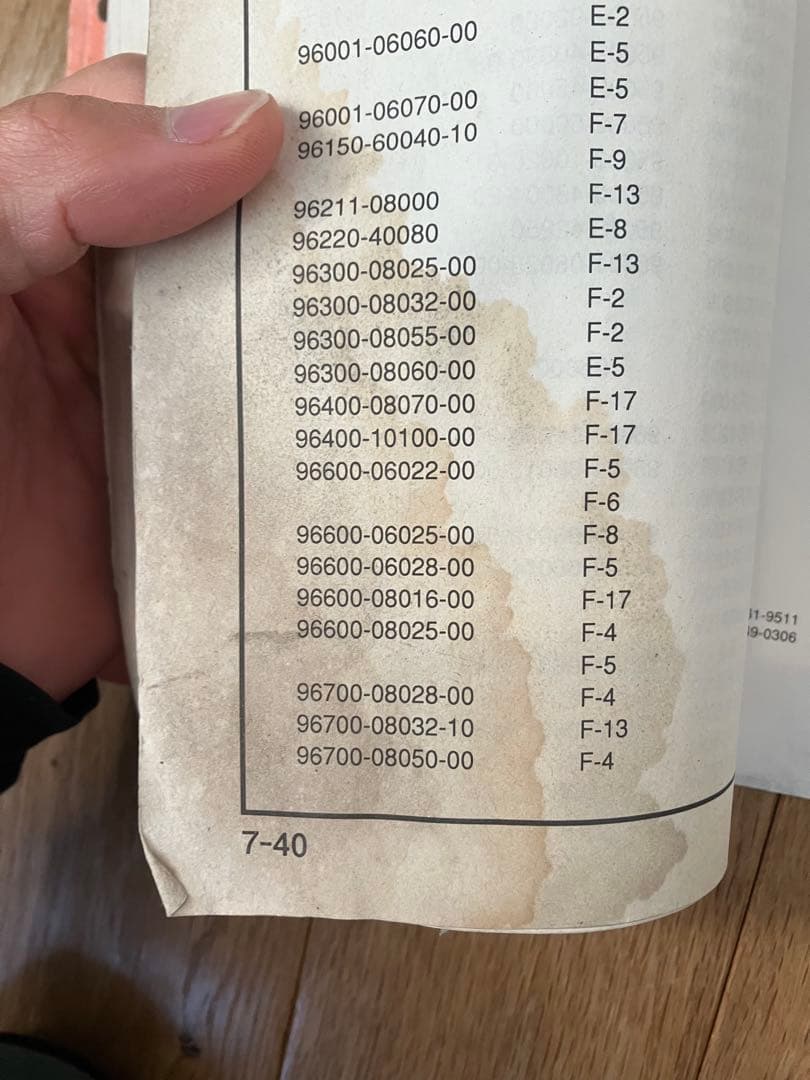 96001-06060-00 E-2
E-5
96001-06070-00 E-5
96150-60040-10 F-7
F-9
96211-08000 F-13
96220-40080 E-8
96300-08025-00 F-13
96300-08032-00 F-2
96300-08055-00 F-2
96300-08060-00 E-5
96400-08070-00 F-17
96400-10100-00 F-17
96600-06022-00 F-5
F-6
96600-06025-00 F-8
96600-06028-00 F-5
96600-08016-00 F-17
96600-08025-00 F-4
F-5
96700-08028-00 F-4
96700-08032-10 F-13
96700-08050-00 F-4
7-40